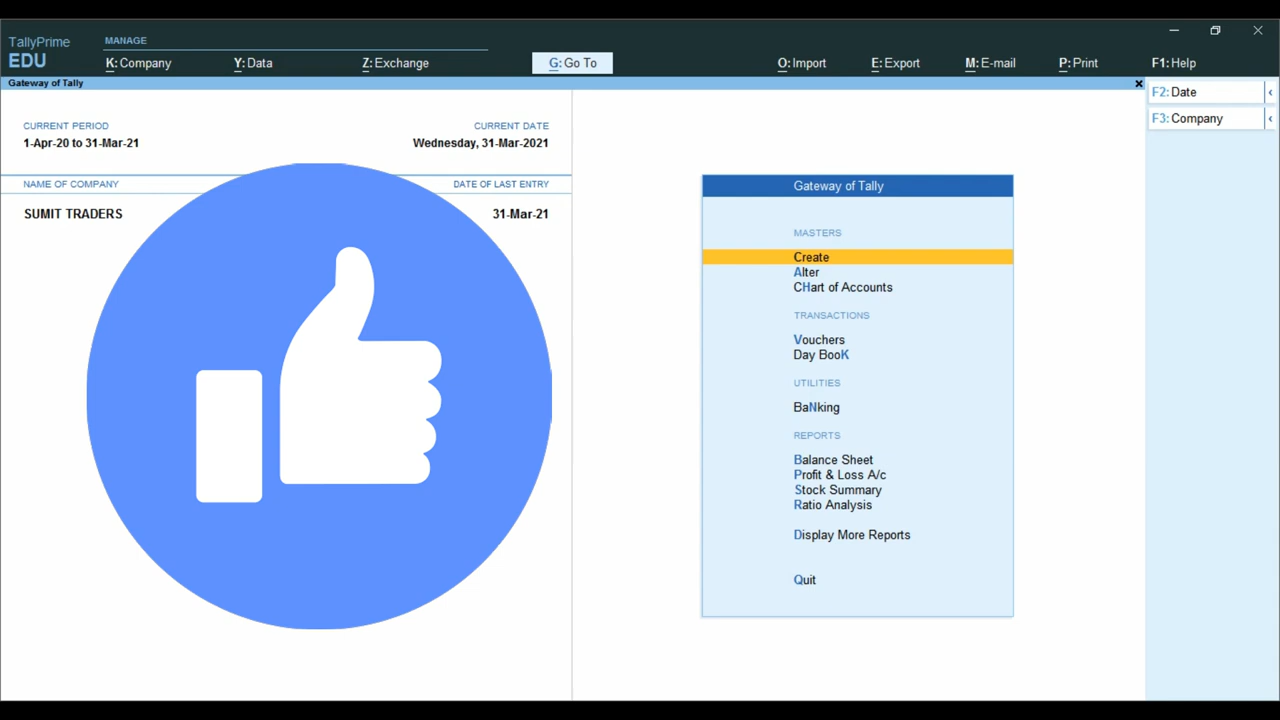 TallyPrime
EDU
MANAGE
K: Company
Y: Data
Z: Exchange
G: Go To
O: Import
E: Export
M: E-mail
P: Print
F1: Help
Gateway of Tally
F2: Date
F3: Company
CURRENT PERIOD
CURRENT DATE
1-Apr-20 to 31-Mar-21
Wednesday, 31-Mar-2021
NAME OF COMPANY
DATE OF LAST ENTRY
SUMIT TRADERS
31-Mar-21
Gateway of Tally
MASTERS
Create
Alter
CHart of Accounts
TRANSACTIONS
Vouchers
Day BooK
UTILITIES
BaNking
REPORTS
Balance Sheet
Profit & Loss A/c
Stock Summary
Ratio Analysis
Display More Reports
Quit